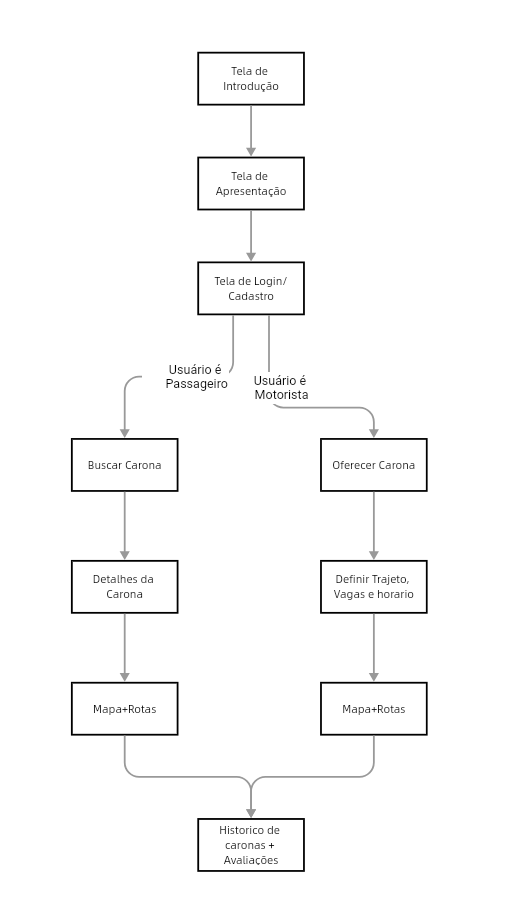 Tela de
Introdução
Tela de
Apresentação
Tela de Login/
Cadastro
Usuário é
Passageiro
Usuário é
Motorista
Buscar Carona
Oferecer Carona
Detalhes da
Carona
Definir Trajeto,
Vagas e horario
Mapa+Rotas
Mapa+Rotas
Historico de
caronas +
Avaliações